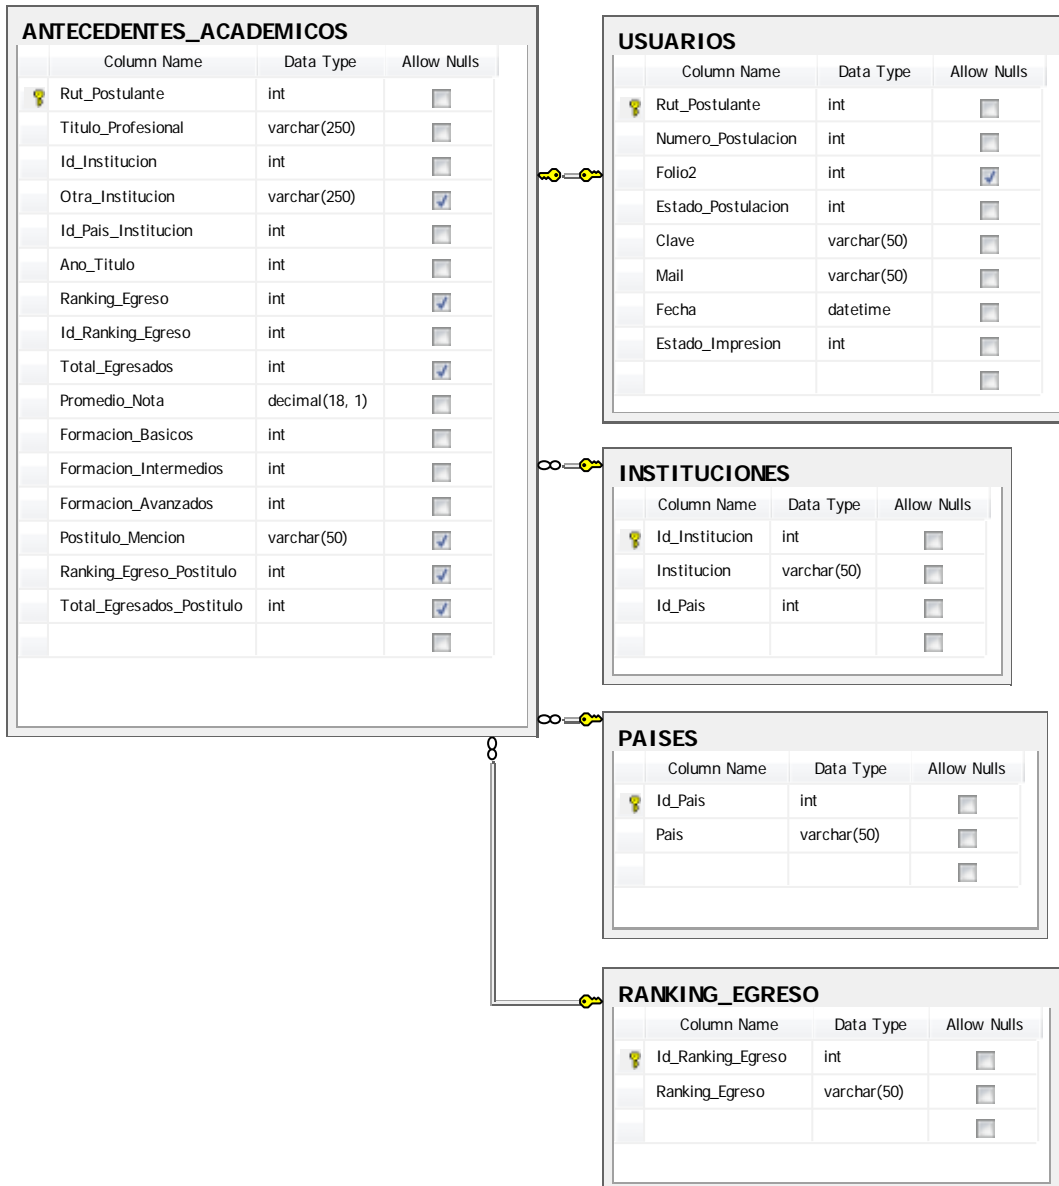 ANTECEDENTES_ACADEMICOS
Column Name Data Type Allow Nulls
Rut_Postulante int
Titulo_Profesional varchar(250)
Id_Institucion int
Otra_Institucion varchar(250)
Id_Pais_Institucion int
Ano_Titulo int
Ranking_Egreso int
Id_Ranking_Egreso int
Total_Egresados int
Promedio_Nota decimal(18, 1)
Formacion_Basicos int
Formacion_Intermedios int
Formacion_Avanzados int
Postitulo_Mencion varchar(50)
Ranking_Egreso_Postitulo int
Total_Egresados_Postitulo int
USUARIOS
Column Name Data Type Allow Nulls
Rut_Postulante int
Numero_Postulacion int
Folio2 int
Estado_Postulacion int
Clave varchar(50)
Mail varchar(50)
Fecha datetime
Estado_Impresion int
INSTITUCIONES
Column Name Data Type Allow Nulls
Id_Institucion int
Institucion varchar(50)
Id_Pais int
PAISES
Column Name Data Type Allow Nulls
Id_Pais int
Pais varchar(50)
RANKING_EGRESO
Column Name Data Type Allow Nulls
Id_Ranking_Egreso int
Ranking_Egreso varchar(50)